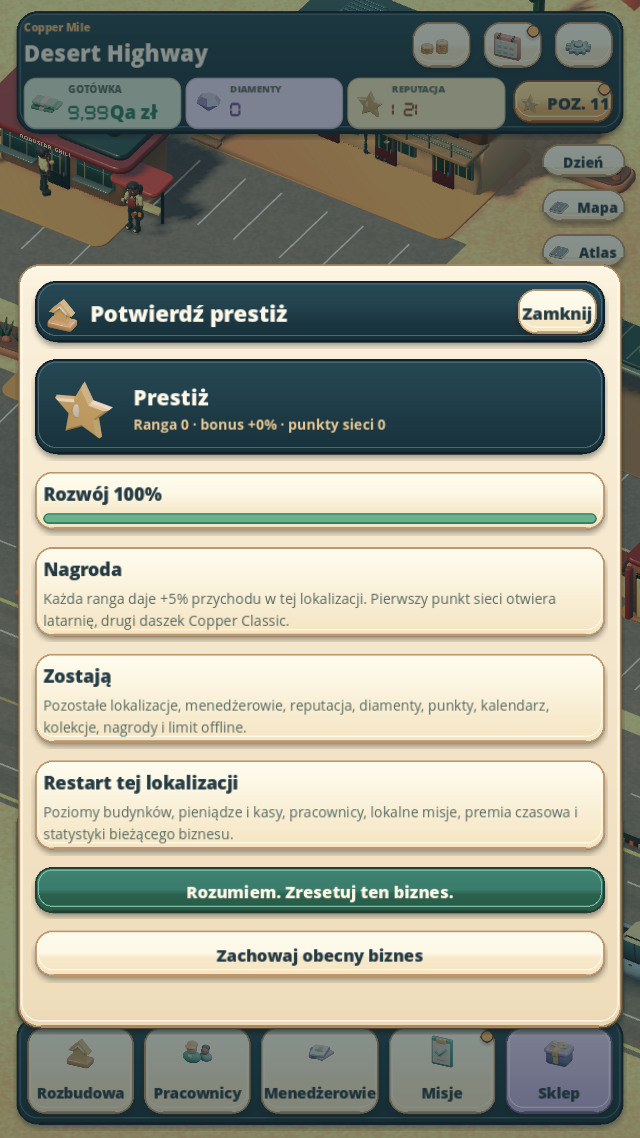 Copper Mile
Desert Highway
GOTÓWKA
9,99Qa zł
DIAMENTY
0
REPUTACJA
POZ. 11
ROADSTAR GRILL
Dzień
Mapa
Atlas
Potwierdź prestiż
Zamknij
Prestiż
Ranga 0 · bonus +0% · punkty sieci 0
Rozwój 100%
Nagroda
Każda ranga daje +5% przychodu w tej lokalizacji. Pierwszy punkt sieci otwiera
latarnię, drugi daszek Copper Classic.
Zostają
Pozostałe lokalizacje, menedżerowie, reputacja, diamenty, punkty, kalendarz,
kolekcje, nagrody i limit offline.
Restart tej lokalizacji
Poziomy budynków, pieniądze i kasy, pracownicy, lokalne misje, premia czasowa i
statystyki bieżącego biznesu.
Rozumiem. Zresetuj ten biznes.
Zachowaj obecny biznes
Rozbudowa
Pracownicy
Menedżerowie
Misje
Sklep